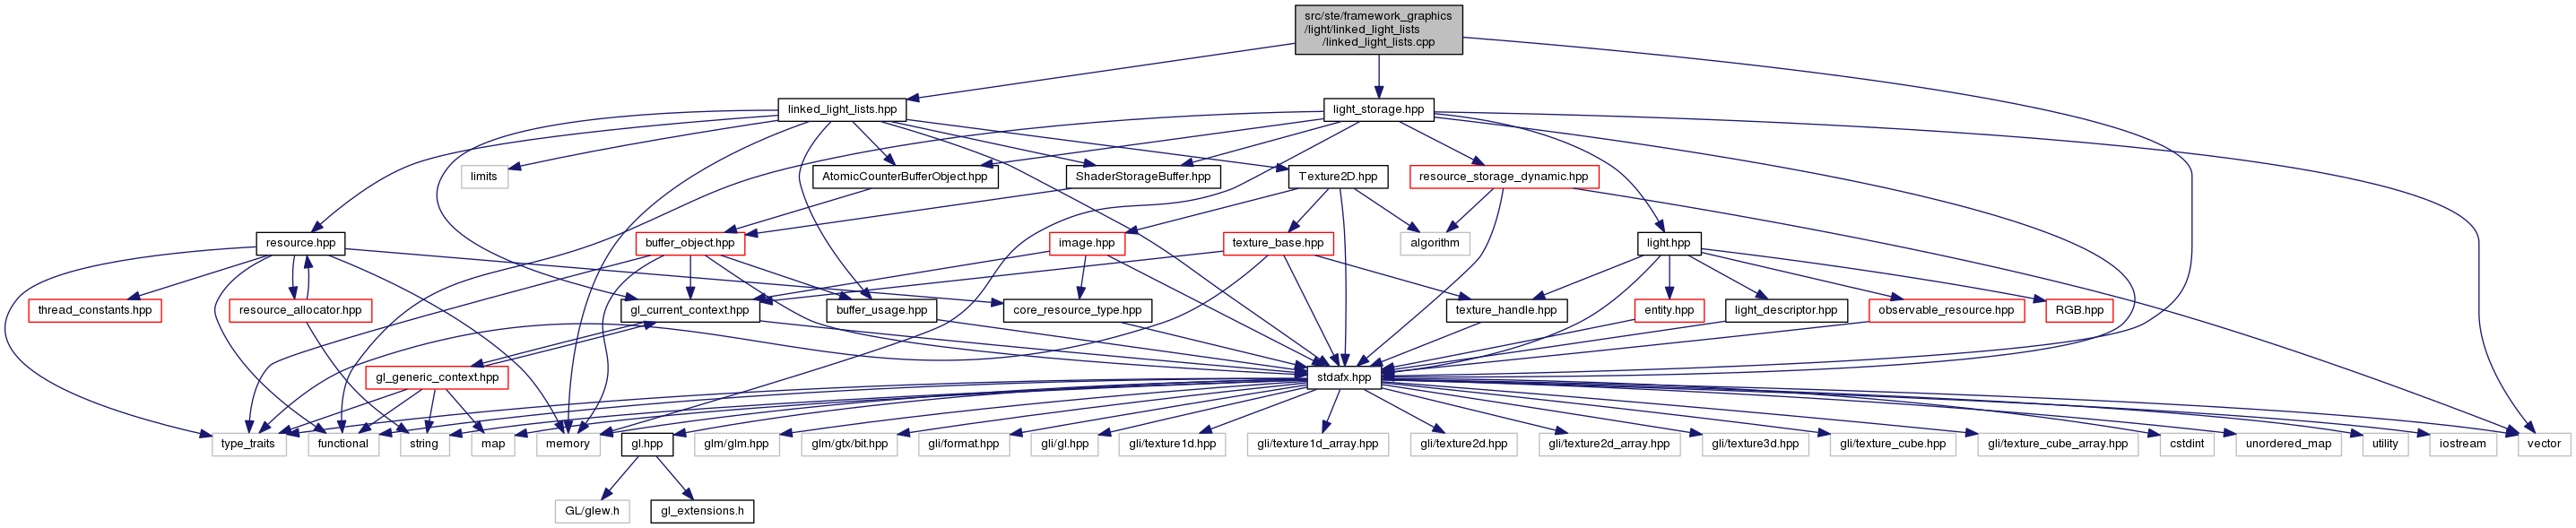 src/ste/framework_graphics
/light/linked_light_lists
/linked_light_lists.cpp
linked_light_lists.hpp
light_storage.hpp
limits
AtomicCounterBufferObject.hpp
ShaderStorageBuffer.hpp
Texture2D.hpp
resource_storage_dynamic.hpp
resource.hpp
buffer_object.hpp
image.hpp
texture_base.hpp
algorithm
light.hpp
thread_constants.hpp
resource_allocator.hpp
gl_current_context.hpp
buffer_usage.hpp
core_resource_type.hpp
texture_handle.hpp
entity.hpp
light_descriptor.hpp
observable_resource.hpp
RGB.hpp
gl_generic_context.hpp
stdafx.hpp
type_traits
functional
string
map
memory
gl.hpp
glm/glm.hpp
glm/gtx/bit.hpp
gli/format.hpp
gli/gl.hpp
gli/texture1d.hpp
gli/texture1d_array.hpp
gli/texture2d.hpp
gli/texture2d_array.hpp
gli/texture3d.hpp
gli/texture_cube.hpp
gli/texture_cube_array.hpp
cstdint
unordered_map
utility
iostream
vector
GL/glew.h
gl_extensions.h